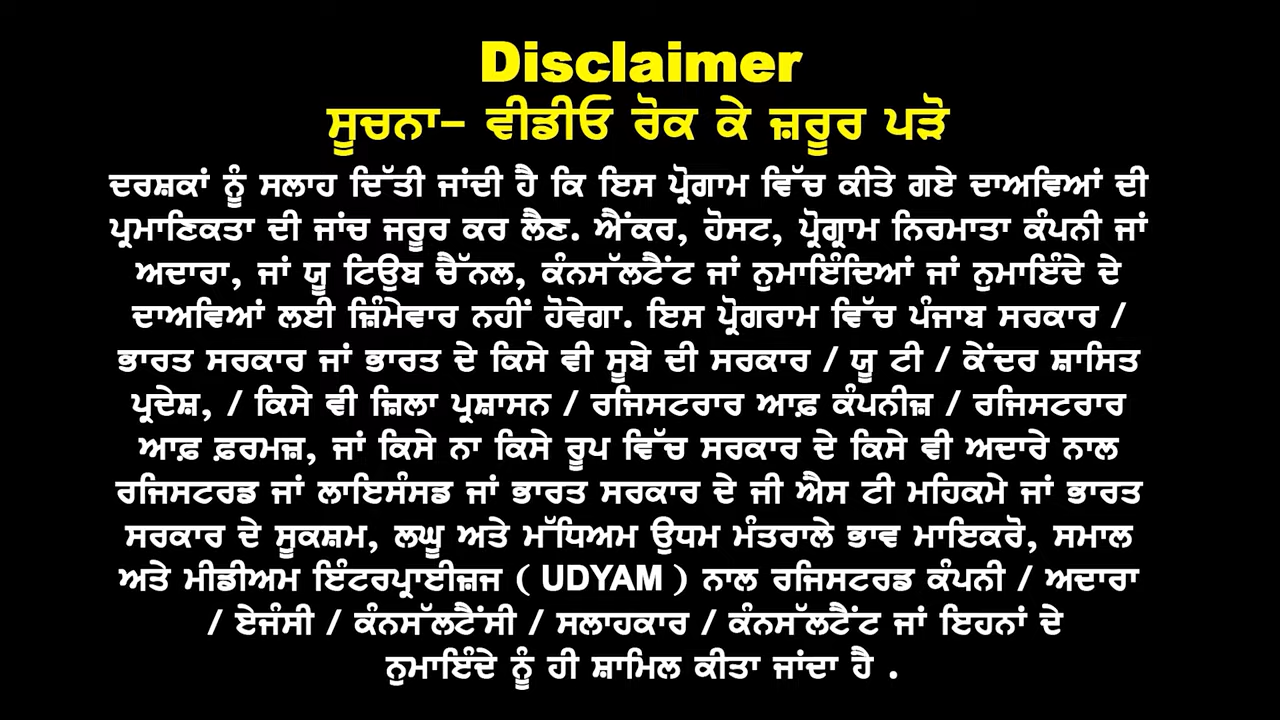 Disclaimer
ਸੂਚਨਾ- ਵੀਡੀਓ ਰੋਕ ਕੇ ਜ਼ਰੂਰ ਪੜੋ
ਦਰਸ਼ਕਾਂ ਨੂੰ ਸਲਾਹ ਦਿੱਤੀ ਜਾਂਦੀ ਹੈ ਕਿ ਇਸ ਪ੍ਰੋਗਾਮ ਵਿੱਚ ਕੀਤੇ ਗਏ ਦਾਅਵਿਆਂ ਦੀ
ਪ੍ਰਮਾਣਿਕਤਾ ਦੀ ਜਾਂਚ ਜਰੂਰ ਕਰ ਲੈਣ. ਐਂਕਰ, ਹੋਸਟ, ਪ੍ਰੋਗ੍ਰਾਮ ਨਿਰਮਾਤਾ ਕੰਪਨੀ ਜਾਂ
ਅਦਾਰਾ, ਜਾਂ ਯੂ ਟਿਉਬ ਚੈੱਨਲ, ਕੰਨਸੱਲਟੈਂਟ ਜਾਂ ਨੁਮਾਇੰਦਿਆਂ ਜਾਂ ਨੁਮਾਇੰਦੇ ਦੇ
ਦਾਅਵਿਆਂ ਲਈ ਜ਼ਿੰਮੇਵਾਰ ਨਹੀਂ ਹੋਵੇਗਾ. ਇਸ ਪ੍ਰੋਗਰਾਮ ਵਿੱਚ ਪੰਜਾਬ ਸਰਕਾਰ /
ਭਾਰਤ ਸਰਕਾਰ ਜਾਂ ਭਾਰਤ ਦੇ ਕਿਸੇ ਵੀ ਸੂਬੇ ਦੀ ਸਰਕਾਰ / ਯੂ ਟੀ / ਕੇਂਦਰ ਸ਼ਾਸਿਤ
ਪ੍ਰਦੇਸ਼, / ਕਿਸੇ ਵੀ ਜ਼ਿਲਾ ਪ੍ਰਸ਼ਾਸਨ / ਰਜਿਸਟਰਾਰ ਆਫ਼ ਕੰਪਨੀਜ਼ / ਰਜਿਸਟਰਾਰ
ਆਫ਼ ਫ਼ਰਮਜ਼, ਜਾਂ ਕਿਸੇ ਨਾ ਕਿਸੇ ਰੂਪ ਵਿੱਚ ਸਰਕਾਰ ਦੇ ਕਿਸੇ ਵੀ ਅਦਾਰੇ ਨਾਲ
ਰਜਿਸਟਰਡ ਜਾਂ ਲਾਇਸੰਸਡ ਜਾਂ ਭਾਰਤ ਸਰਕਾਰ ਦੇ ਜੀ ਐਸ ਟੀ ਮਹਿਕਮੇ ਜਾਂ ਭਾਰਤ
ਸਰਕਾਰ ਦੇ ਸੂਕਸ਼ਮ, ਲਘੂ ਅਤੇ ਮੱਧਿਅਮ ਉਧਮ ਮੰਤਰਾਲੇ ਭਾਵ ਮਾਇਕਰੋ, ਸਮਾਲ
ਅਤੇ ਮੀਡੀਅਮ ਇੰਟਰਪ੍ਰਾਈਜ਼ਜ ( UDYAM ) ਨਾਲ ਰਜਿਸਟਰਡ ਕੰਪਨੀ / ਅਦਾਰਾ
/ ਏਜੰਸੀ / ਕੰਨਸੱਲਟੈਂਸੀ / ਸਲਾਹਕਾਰ / ਕੰਨਸੱਲਟੈਂਟ ਜਾਂ ਇਹਨਾਂ ਦੇ
ਨੁਮਾਇੰਦੇ ਨੂੰ ਹੀ ਸ਼ਾਮਿਲ ਕੀਤਾ ਜਾਂਦਾ ਹੈ .